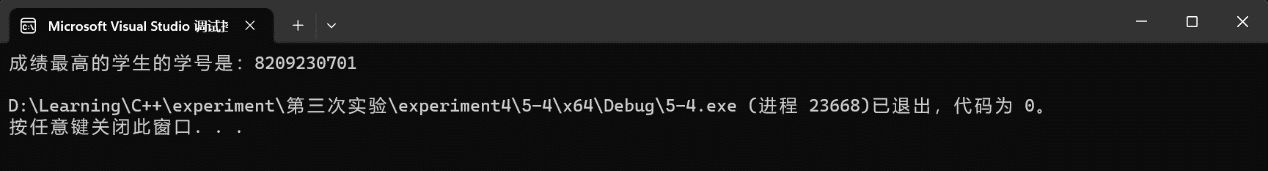 Microsoft Visual Studio 调试控
成绩最高的学生的学号是：8209230701
D:\Learning\C++\experiment\第三次实验\experiment4\5-4\x64\Debug\5-4.exe (进程 23668)已退出，代码为 0。
按任意键关闭此窗口. . .